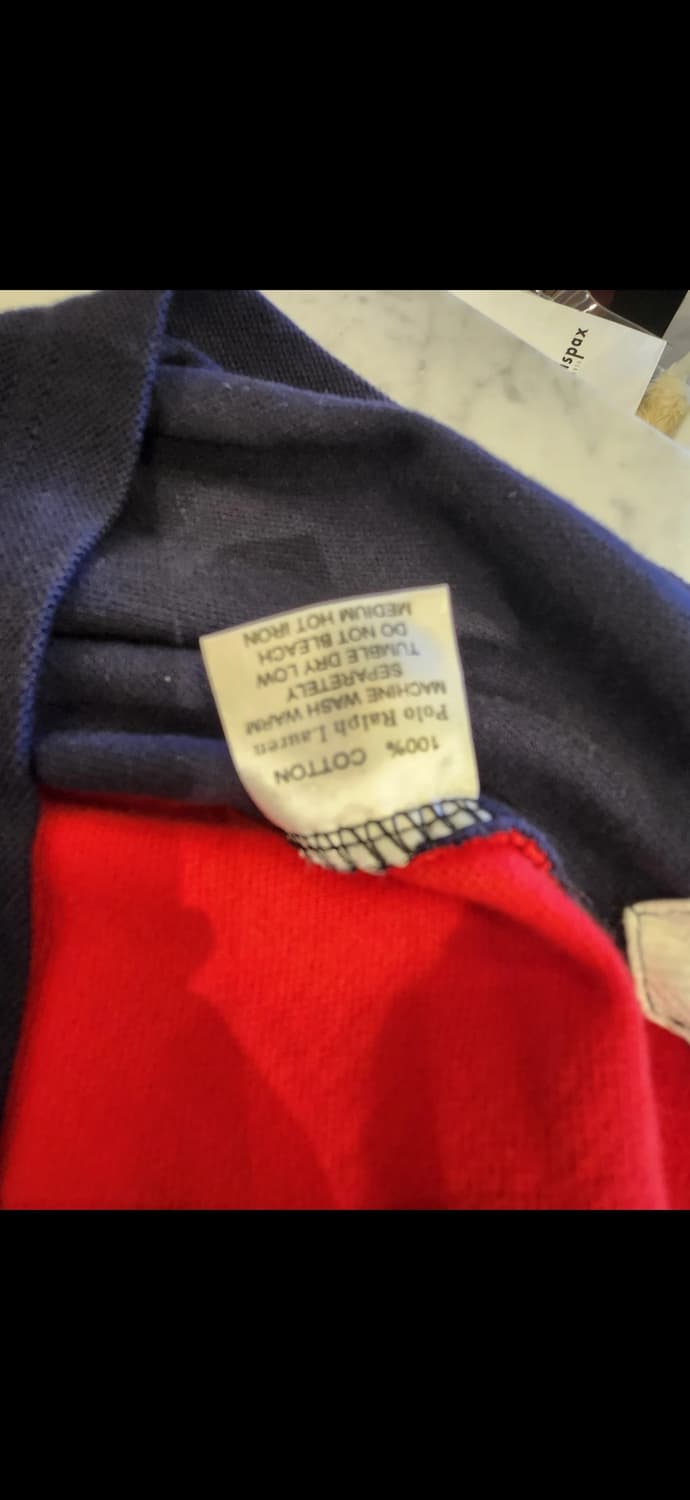 100% COTTON
Polo Ralph Lauren
MACHINE WASH WARM
SEPARETELY
TUMBLE DRY LOW
DO NOT BLEACH
MEDIUM HOT IRON